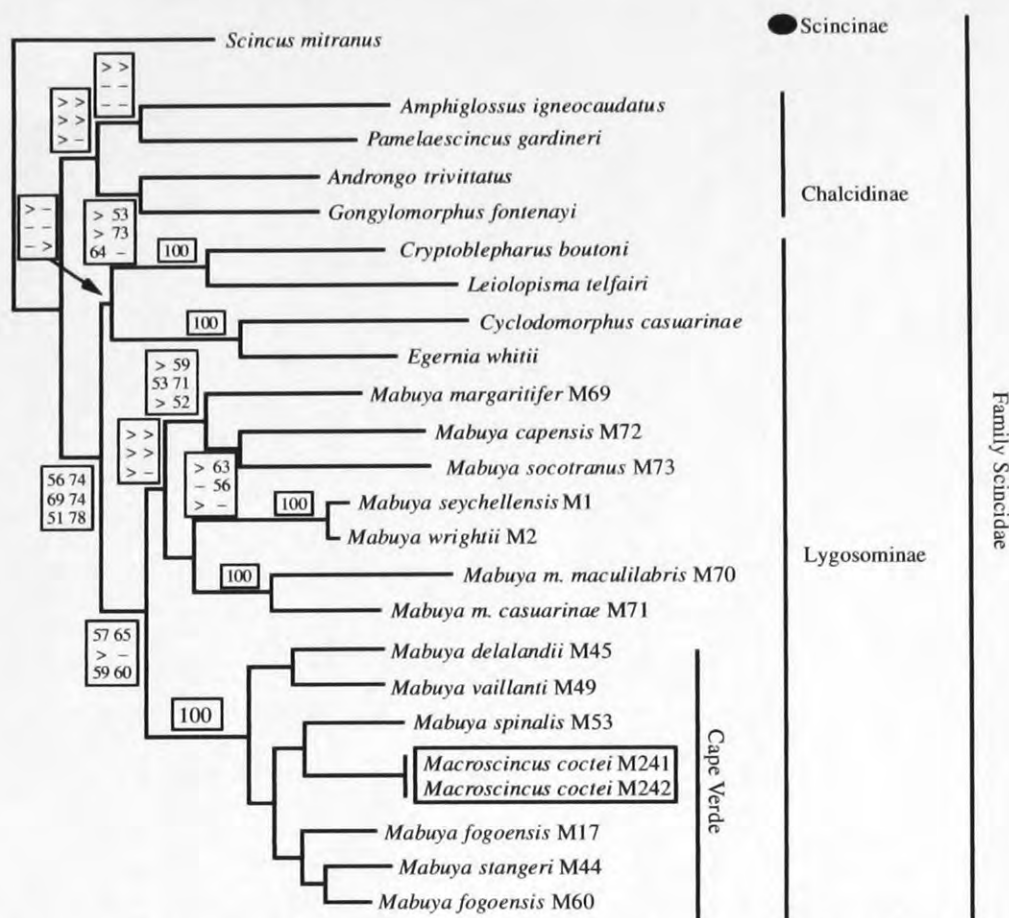 Scincinae
Scincus mitranus
> >
– –
– –
> >
> >
> –
Amphiglossus igneocaudatus
Pamelaescincus gardineri
Androngo trivittatus
Chalcidinae
> –
– –
– >
> 53
> 73
64 –
Gongylomorphus fontenayi
100
Cryptoblepharus boutoni
Leiolopisma telfairi
100
Cyclodomorphus casuarinae
Egernia whitii
> 59
53 71
> 52
Mabuya margaritifer M69
> >
> >
> –
Mabuya capensis M72
Mabuya socotranus M73
56 74
69 74
51 78
> 63
– 56
> –
100
Mabuya seychellensis M1
Mabuya wrightii M2
Lygosominae
100
Mabuya m. maculilabris M70
Mabuya m. casuarinae M71
57 65
> –
59 60
Mabuya delalandii M45
Mabuya vaillanti M49
100
Mabuya spinalis M53
Macroscincus coctei M241
Macroscincus coctei M242
Mabuya fogoensis M17
Mabuya stangeri M44
Mabuya fogoensis M60
Cape Verde
Family Scincidae